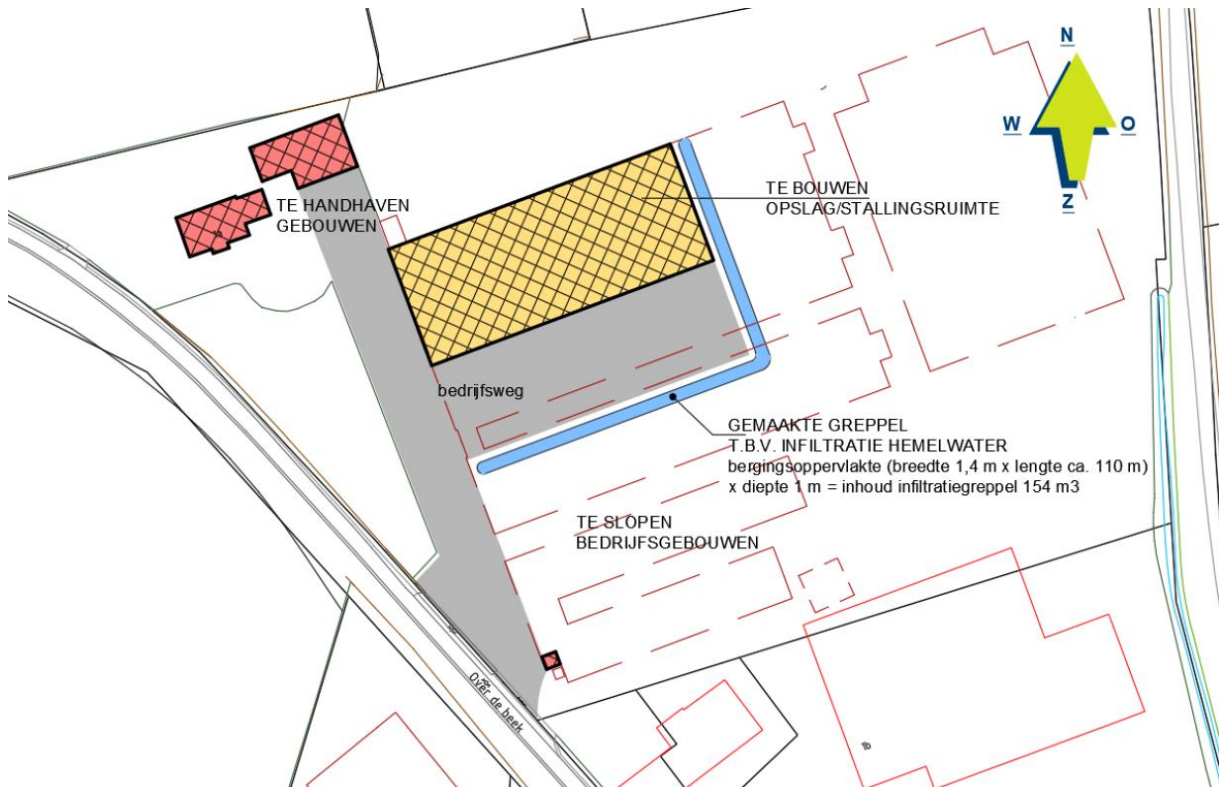 N
W
O
Z
TE HANDHAVEN
GEBOUWEN
TE BOUWEN
OPSLAG/STALLINGSRUIMTE
bedrijfsweg
GEMAAKTE GREPPEL
T.B.V. INFILTRATIE HEMELWATER
bergingsoppervlakte (breedte 1,4 m x lengte ca. 110 m)
x diepte 1 m = inhoud infiltratiegreppel 154 m3
TE SLOPEN
BEDRIJFSGEBOUWEN
Over de beek